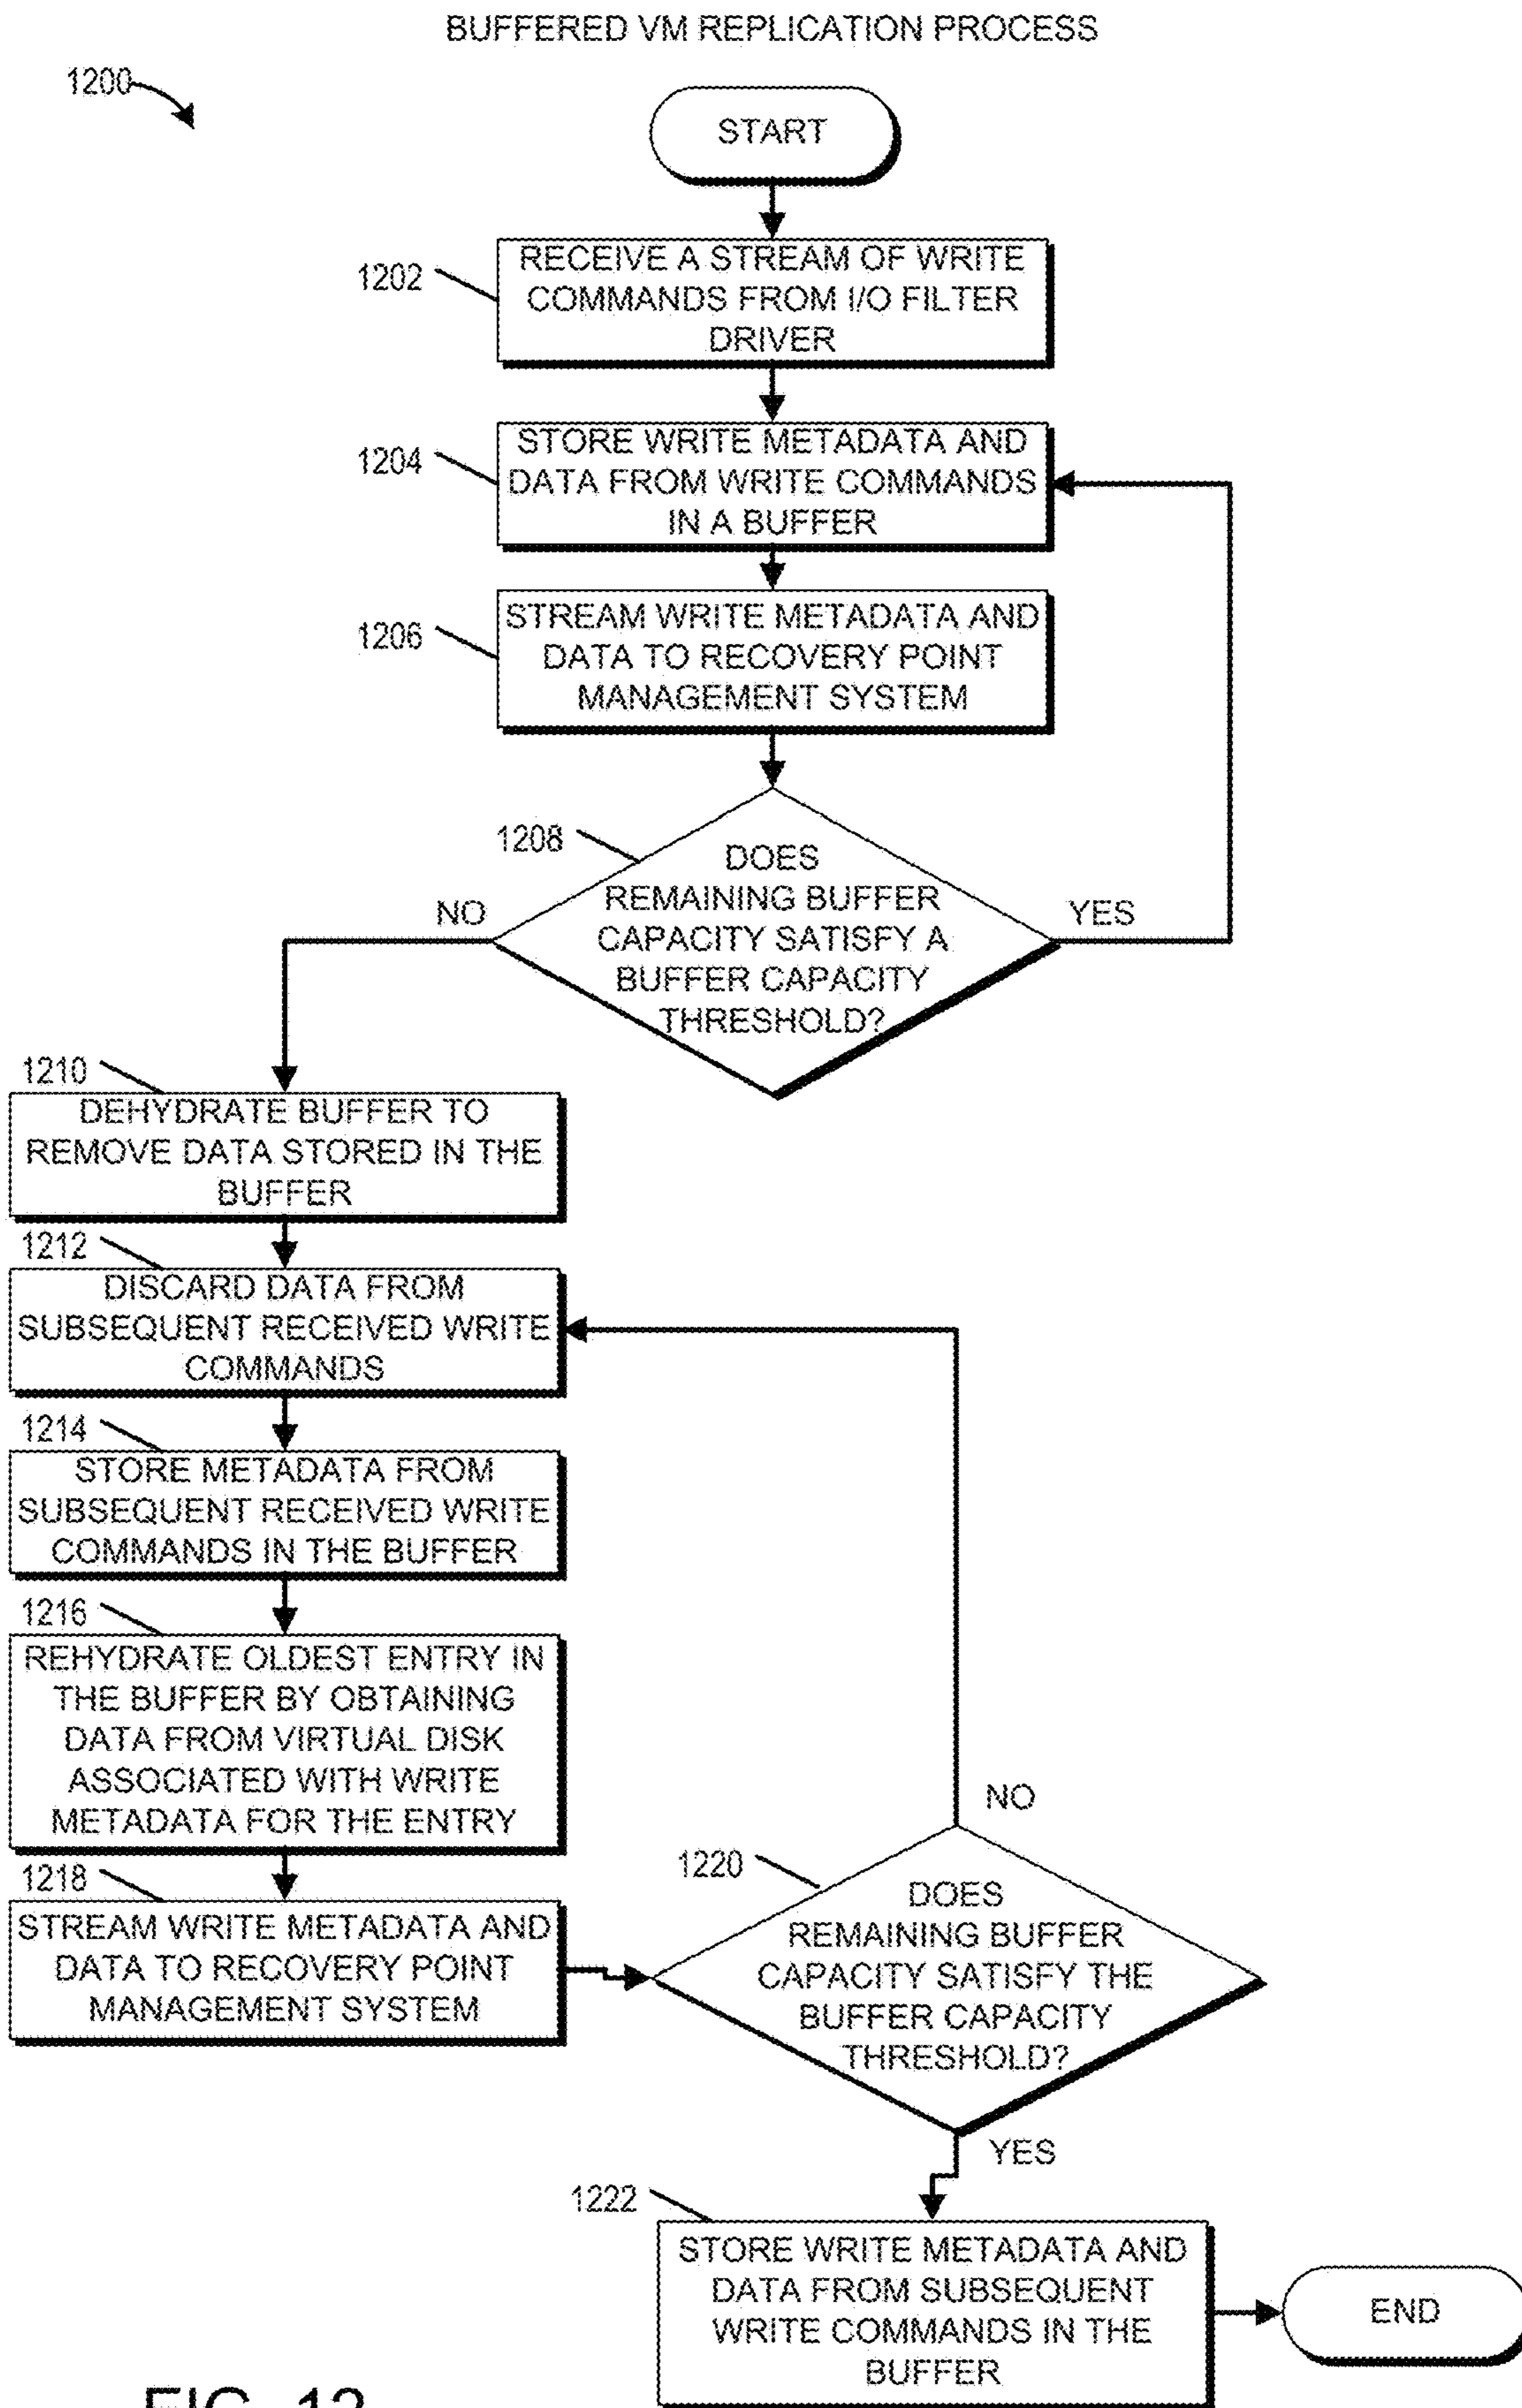 BUFFERED VM REPLICATION PROCESS
1200
START
1202
RECEIVE A STREAM OF WRITE
COMMANDS FROM I/O FILTER
DRIVER
1204
STORE WRITE METADATA AND
DATA FROM WRITE COMMANDS
IN A BUFFER
1206
STREAM WRITE METADATA AND
DATA TO RECOVERY POINT
MANAGEMENT SYSTEM
1208
DOES
REMAINING BUFFER
CAPACITY SATISFY A
BUFFER CAPACITY
THRESHOLD?
NO
YES
1210
DEHYDRATE BUFFER TO
REMOVE DATA STORED IN THE
BUFFER
1212
DISCARD DATA FROM
SUBSEQUENT RECEIVED WRITE
COMMANDS
1214
STORE METADATA FROM
SUBSEQUENT RECEIVED WRITE
COMMANDS IN THE BUFFER
1216
REHYDRATE OLDEST ENTRY IN
THE BUFFER BY OBTAINING
DATA FROM VIRTUAL DISK
ASSOCIATED WITH WRITE
METADATA FOR THE ENTRY
1218
STREAM WRITE METADATA AND
DATA TO RECOVERY POINT
MANAGEMENT SYSTEM
NO
1220
DOES
REMAINING BUFFER
CAPACITY SATISFY THE
BUFFER CAPACITY
THRESHOLD?
YES
1222
STORE WRITE METADATA AND
DATA FROM SUBSEQUENT
WRITE COMMANDS IN THE
BUFFER
END
FIG. 12